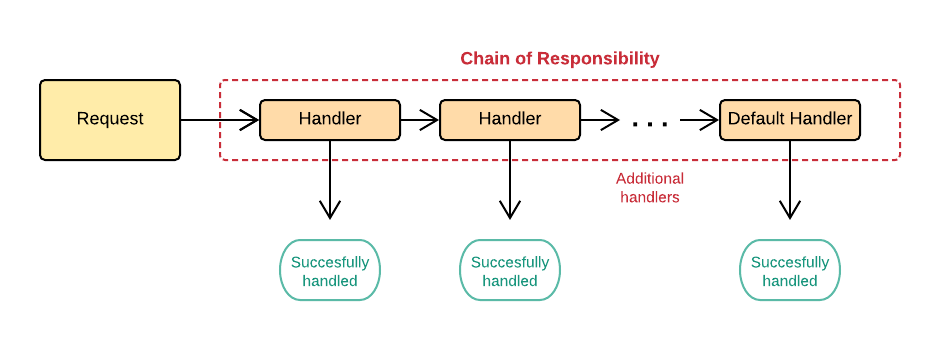 Chain of Responsibility
Request
Handler
Handler
. . .
Default Handler
Additional
handlers
Succesfully
handled
Succesfully
handled
Succesfully
handled